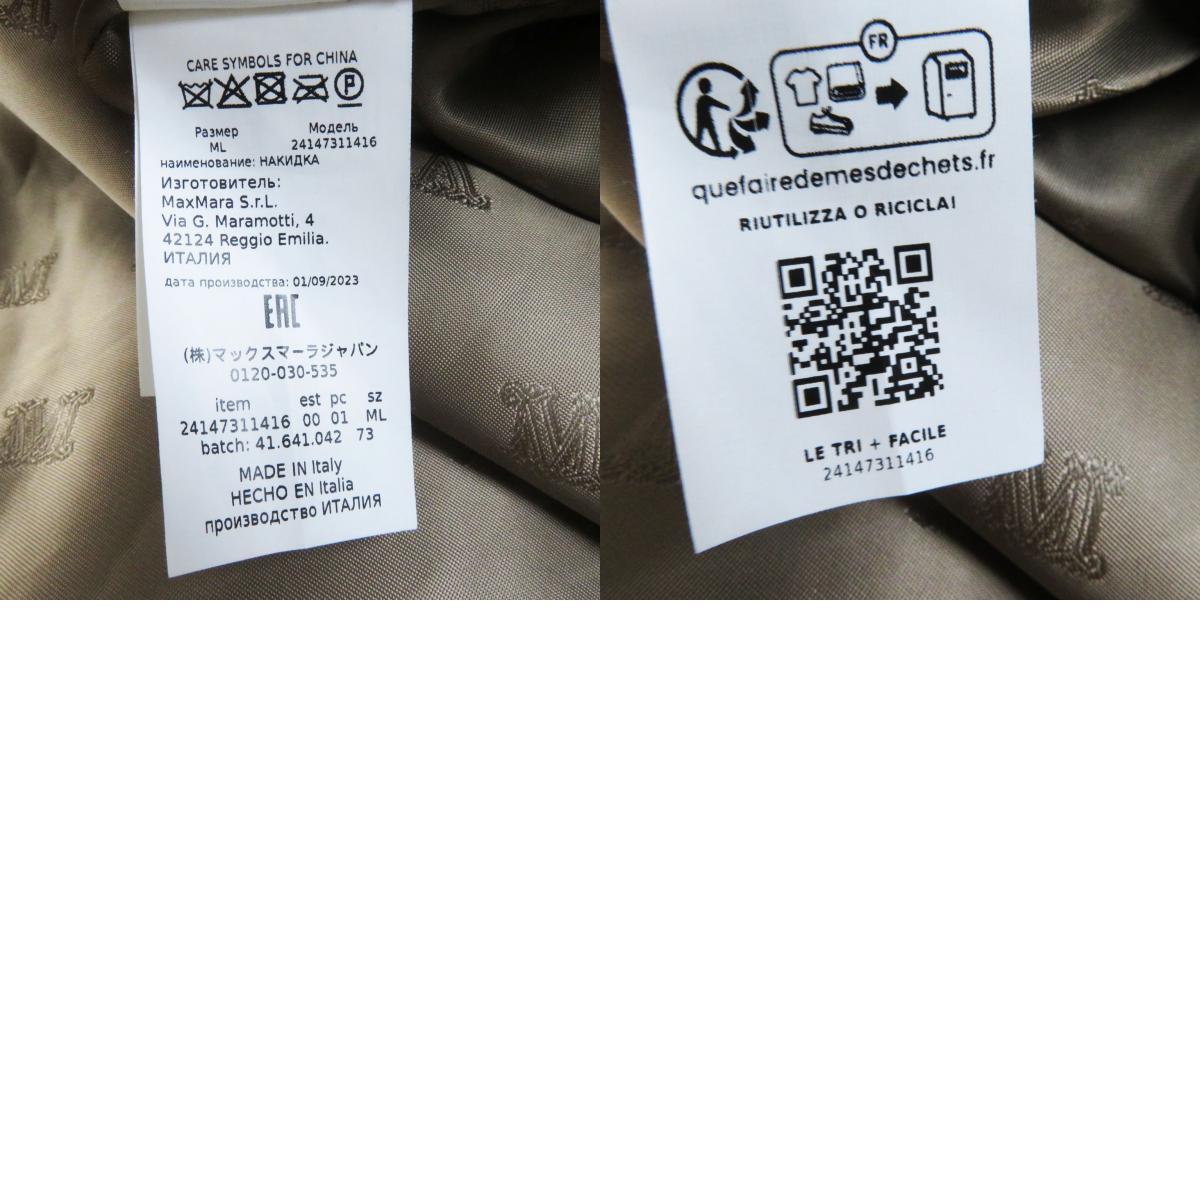 CARE SYMBOLS FOR CHINA
P
Размер Модель
ML 24147311416
наименование: НАКИДКА
Изготовитель:
MaxMara S.r.L.
Via G. Maramotti, 4
42124 Reggio Emilia.
ИТАЛИЯ
дата производства: 01/09/2023
EAC
(株)マックスマーラジャパン
0120-030-535
item est pc sz
24147311416 00 01 ML
batch: 41.641.042 73
MADE IN Italy
HECHO EN Italia
производство ИТАЛИЯ
FR
quefairedemesdechets.fr
RIUTILIZZA O RICICLAI
LE TRI + FACILE
24147311416